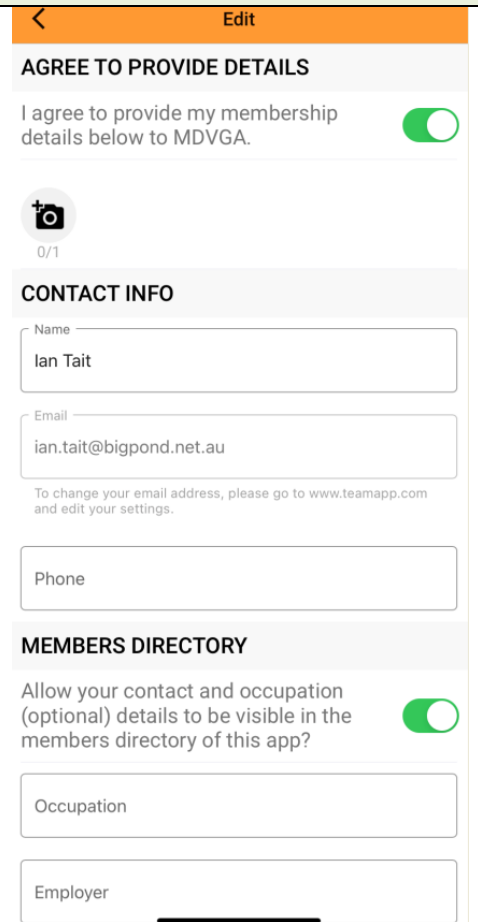 Edit
AGREE TO PROVIDE DETAILS
I agree to provide my membership
details below to MDVGA.
0/1
CONTACT INFO
Name
Ian Tait
Email
ian.tait@bigpond.net.au
To change your email address, please go to www.teamapp.com
and edit your settings.
Phone
MEMBERS DIRECTORY
Allow your contact and occupation
(optional) details to be visible in the
members directory of this app?
Occupation
Employer